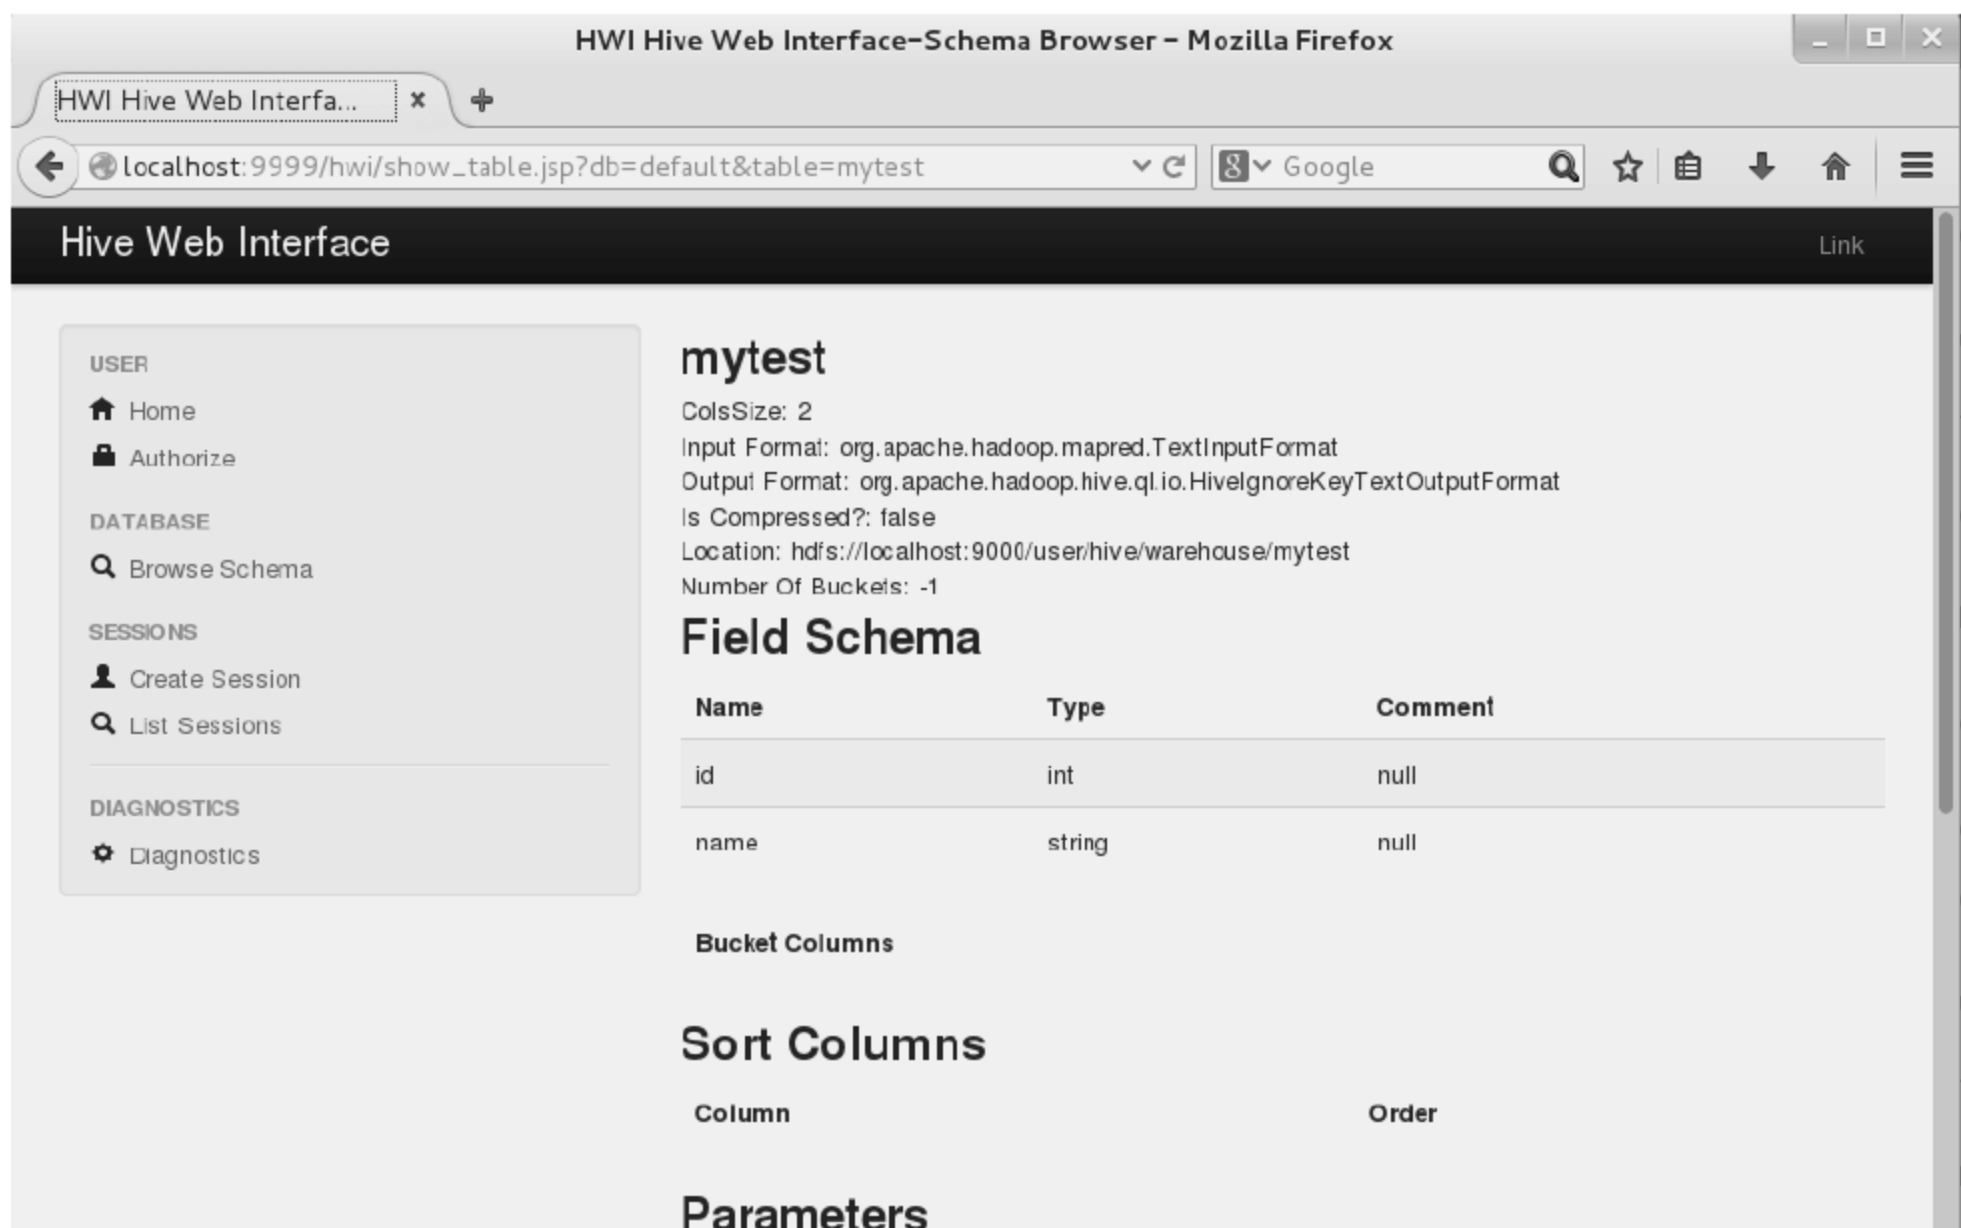 HWI Hive Web Interface-Schema Browser - Mozilla Firefox
HWI Hive Web Interfa...
localhost:9999/hwi/show_table.jsp?db=default&table=mytest
8 Google
Hive Web Interface
Link
USER
Home
Authorize
DATABASE
Browse Schema
SESSIONS
Create Session
List Sessions
DIAGNOSTICS
Diagnostics
mytest
ColsSize: 2
Input Format: org.apache.hadoop.mapred.TextInputFormat
Output Format: org.apache.hadoop.hive.ql.io.HiveIgnoreKeyTextOutputFormat
Is Compressed?: false
Location: hdfs://localhost:9000/user/hive/warehouse/mytest
Number Of Buckets: -1
Field Schema
Name Type Comment
id int null
name string null
Bucket Columns
Sort Columns
Column Order
Parameters